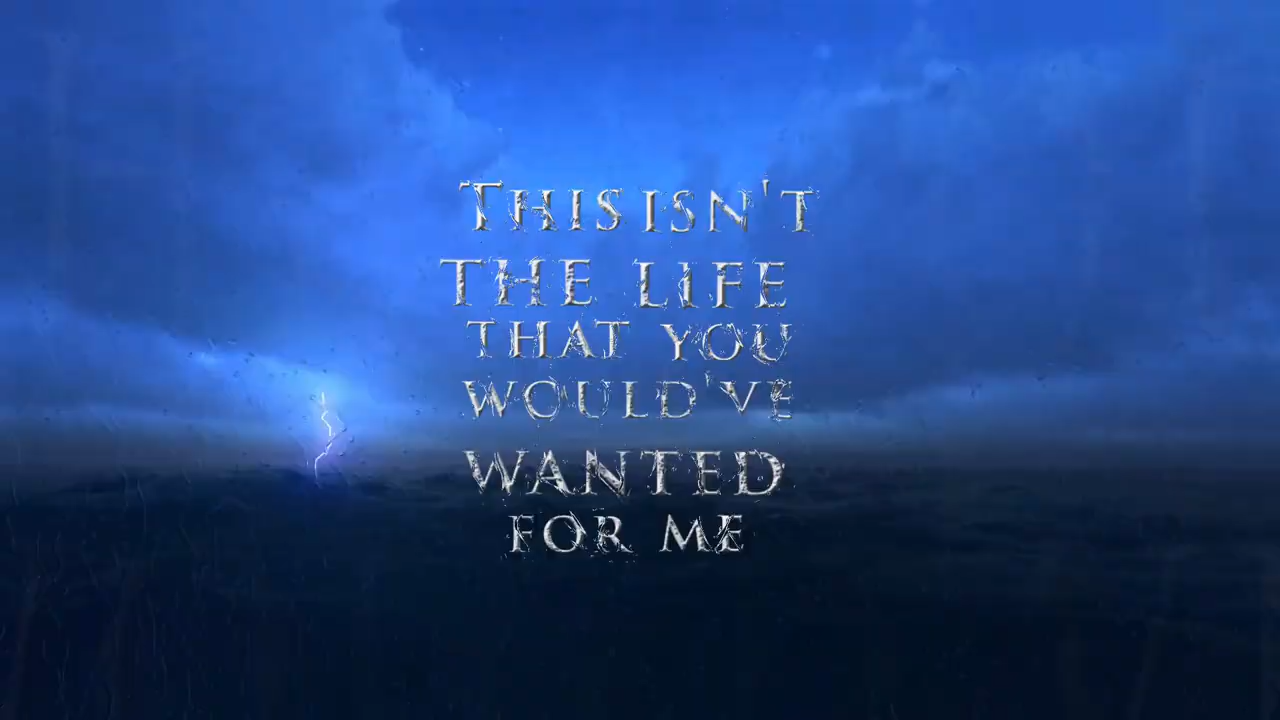 THIS ISN'T
THE LIFE
THAT YOU
WOULD'VE
WANTED
FOR ME